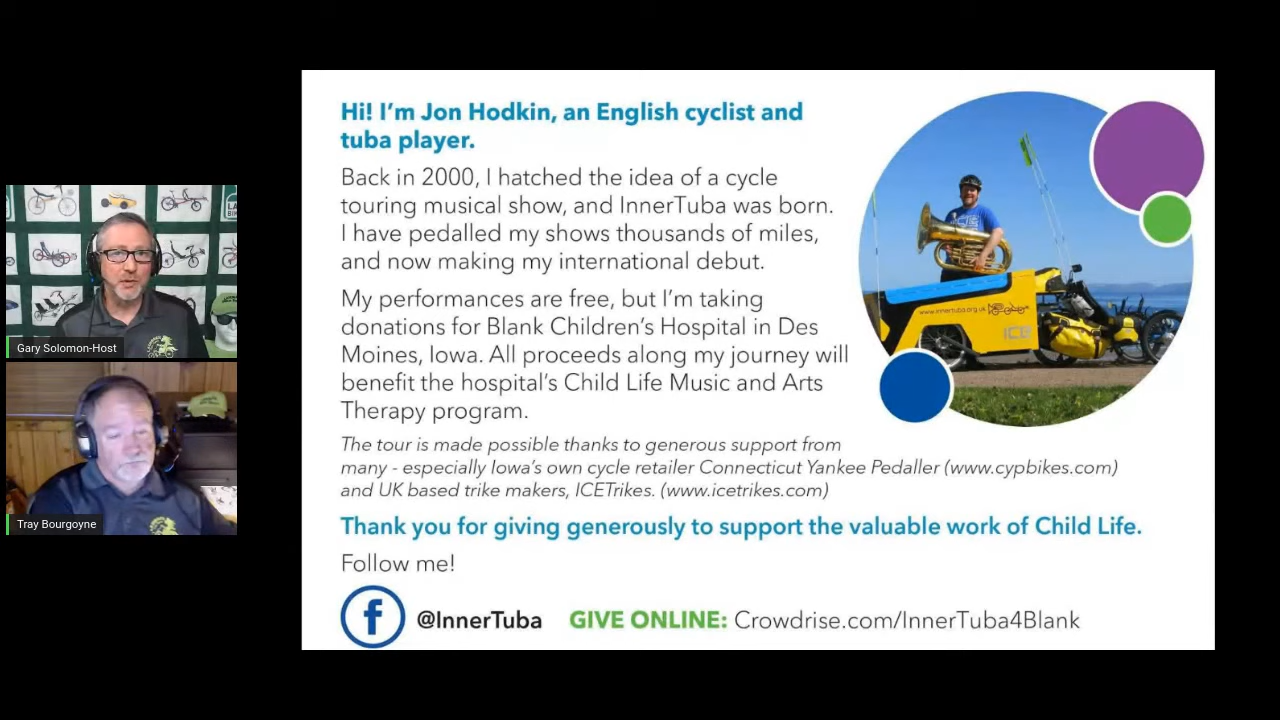 Hi! I'm Jon Hodkin, an English cyclist and
tuba player.
Back in 2000, I hatched the idea of a cycle
touring musical show, and InnerTuba was born.
I have pedalled my shows thousands of miles,
and now making my international debut.
My performances are free, but I'm taking
donations for Blank Children's Hospital in Des
Moines, Iowa. All proceeds along my journey will
benefit the hospital's Child Life Music and Arts
Therapy program.
The tour is made possible thanks to generous support from
many - especially Iowa's own cycle retailer Connecticut Yankee Pedaller (www.cypbikes.com)
and UK based trike makers, ICETrikes. (www.icetrikes.com)
Thank you for giving generously to support the valuable work of Child Life.
Follow me!
f @InnerTuba GIVE ONLINE: Crowdrise.com/InnerTuba4Blank
www.innertuba.org.uk
ICE
Gary Solomon-Host
Tray Bourgoyne